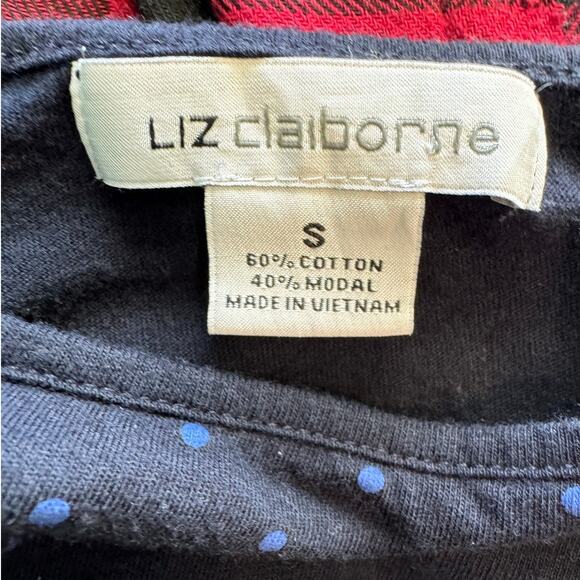 LIZ claiborne
S
60% COTTON
40% MODAL
MADE IN VIETNAM